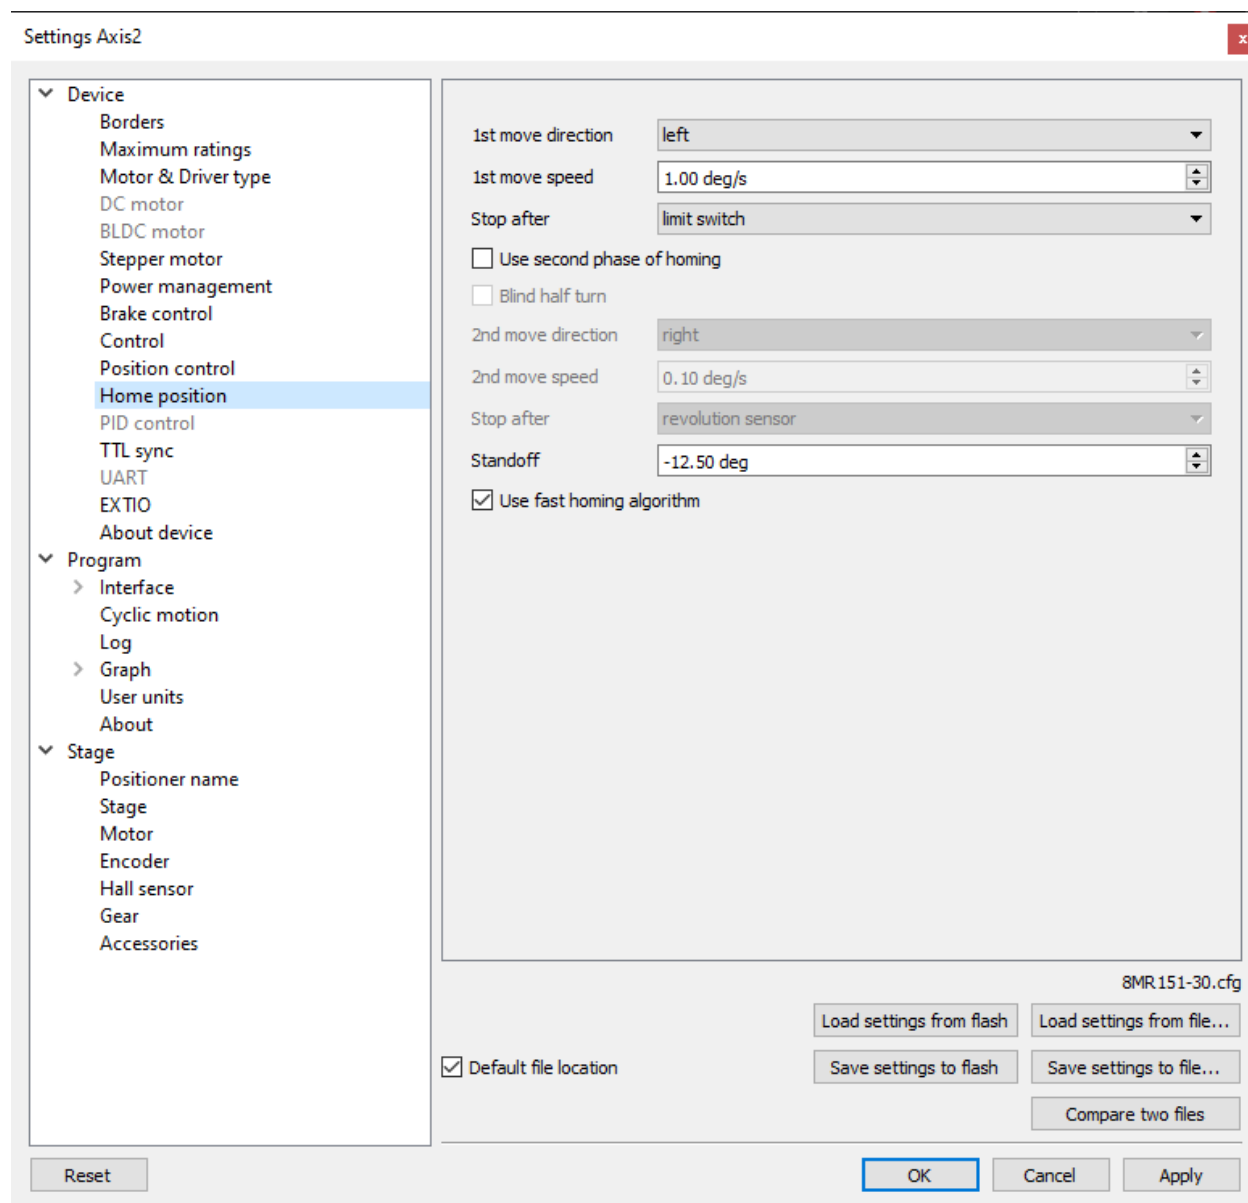 Settings Axis2
x
Device
Borders
Maximum ratings
Motor & Driver type
DC motor
BLDC motor
Stepper motor
Power management
Brake control
Control
Position control
Home position
PID control
TTL sync
UART
EXTIO
About device
Program
Interface
Cyclic motion
Log
Graph
User units
About
Stage
Positioner name
Stage
Motor
Encoder
Hall sensor
Gear
Accessories
1st move direction left
1st move speed 1.00 deg/s
Stop after limit switch
Use second phase of homing
Blind half turn
2nd move direction right
2nd move speed 0.10 deg/s
Stop after revolution sensor
Standoff -12.50 deg
Use fast homing algorithm
8MR151-30.cfg
Load settings from flash Load settings from file...
Default file location Save settings to flash Save settings to file...
Compare two files
Reset OK Cancel Apply